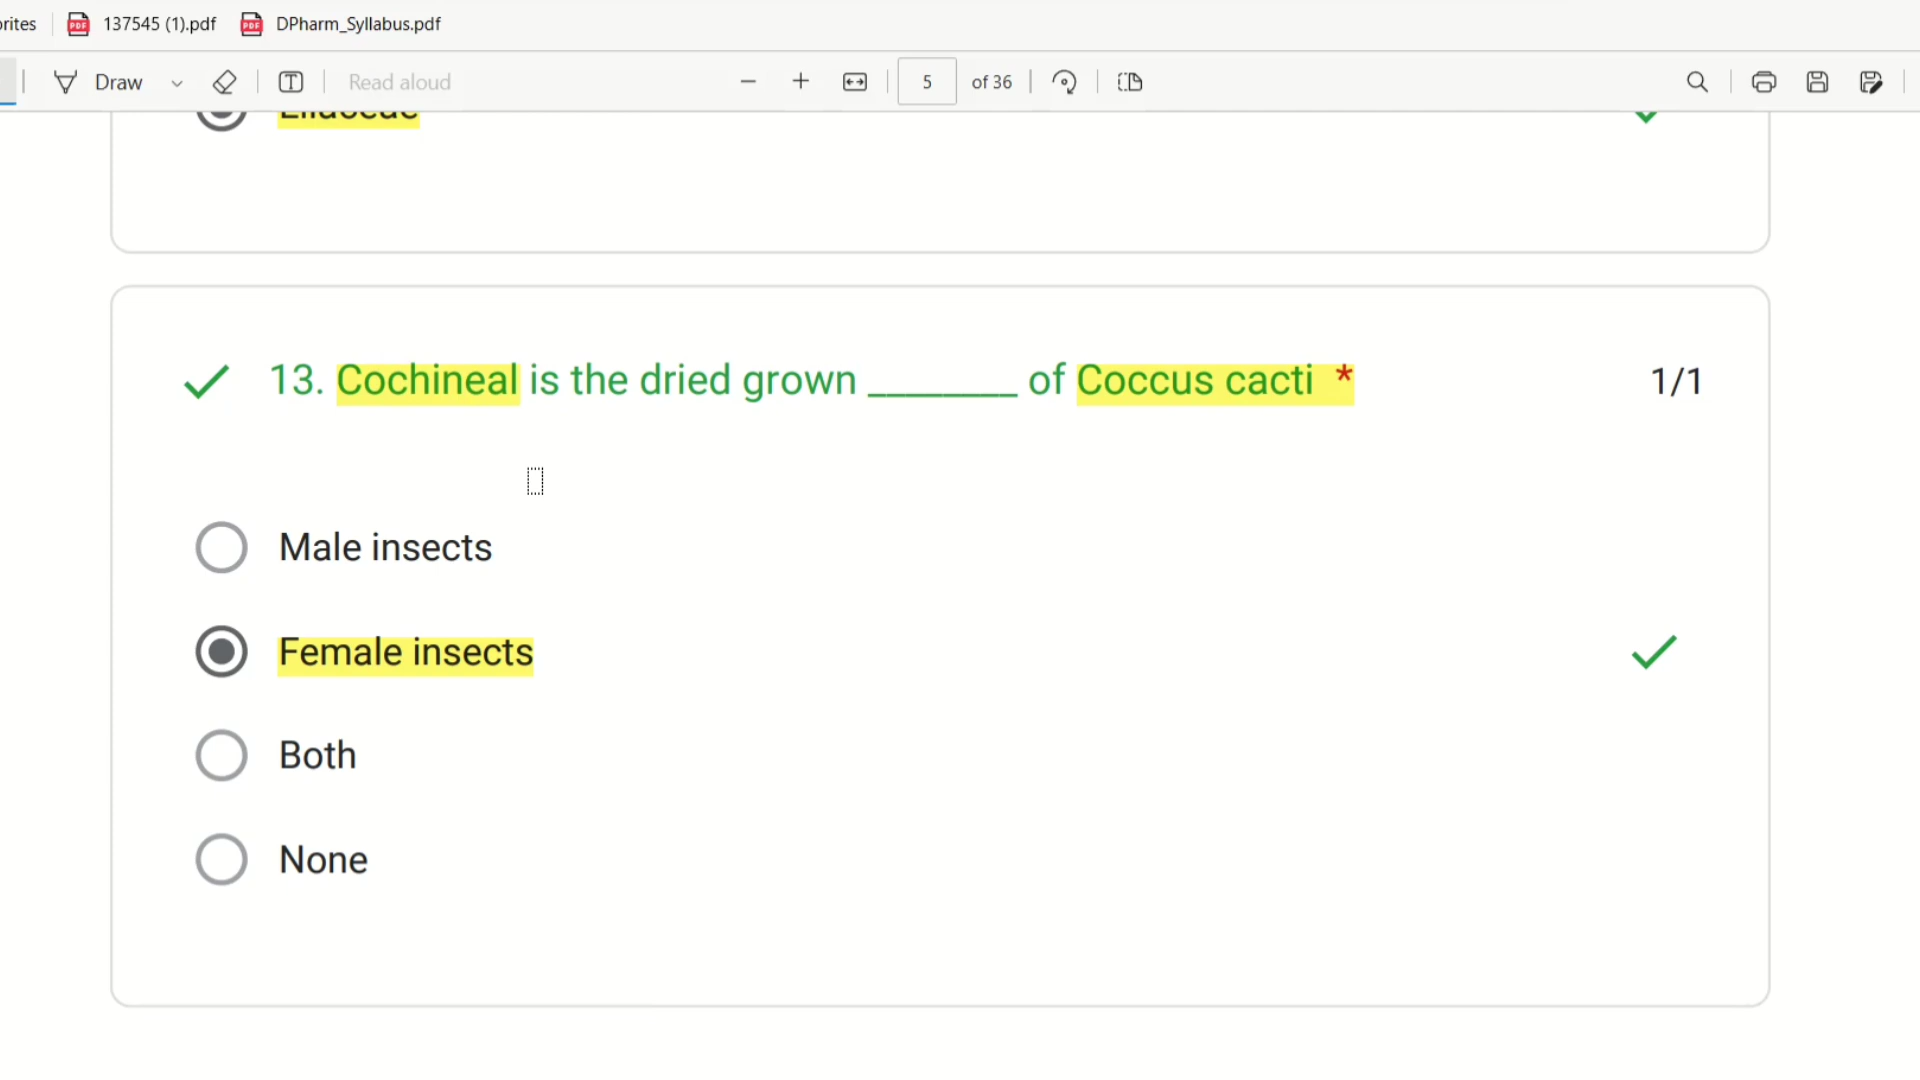 rites 137545 (1).pdf DPharm_Syllabus.pdf
Draw Read aloud 5 of 36
13. Cochineal is the dried grown ________ of Coccus cacti * 1/1
Male insects
Female insects
Both
None